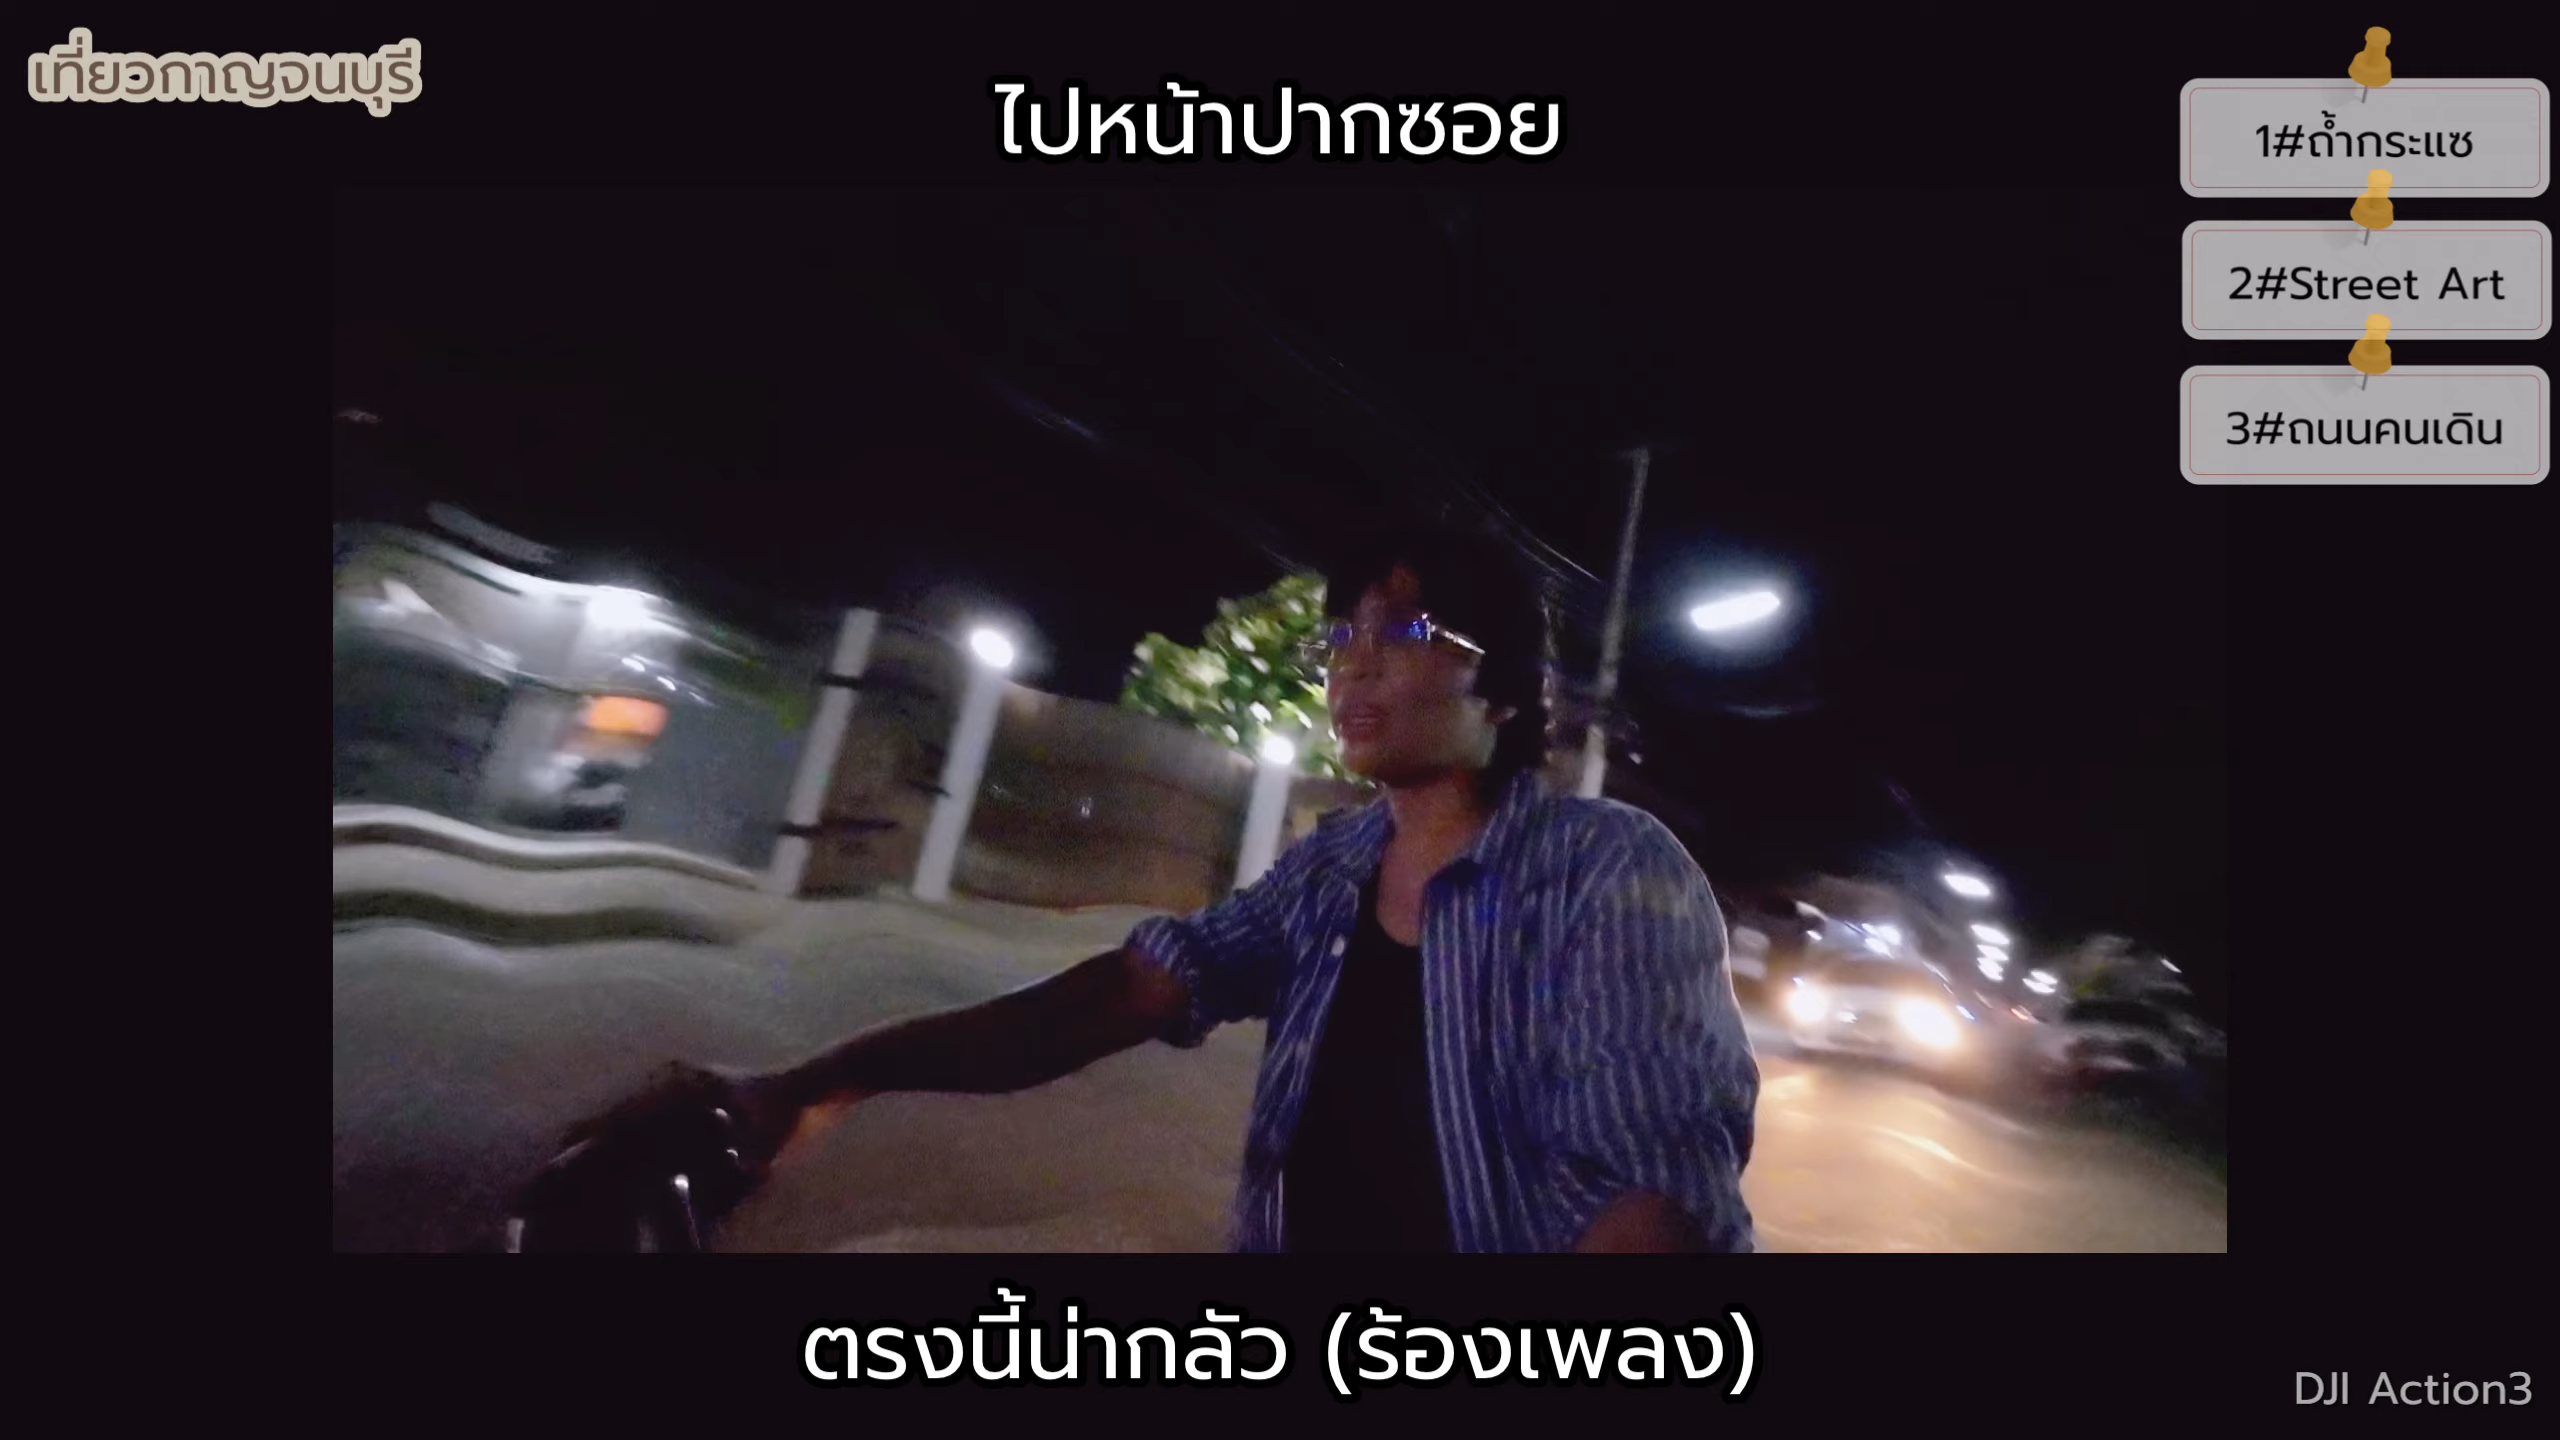 เที่ยวกาญจนบุรี
ไปหน้าปากซอย
1#ถ้ำกระแซ
2#Street Art
3#ถนนคนเดิน
ตรงนี้น่ากลัว (ร้องเพลง)
DJI Action3